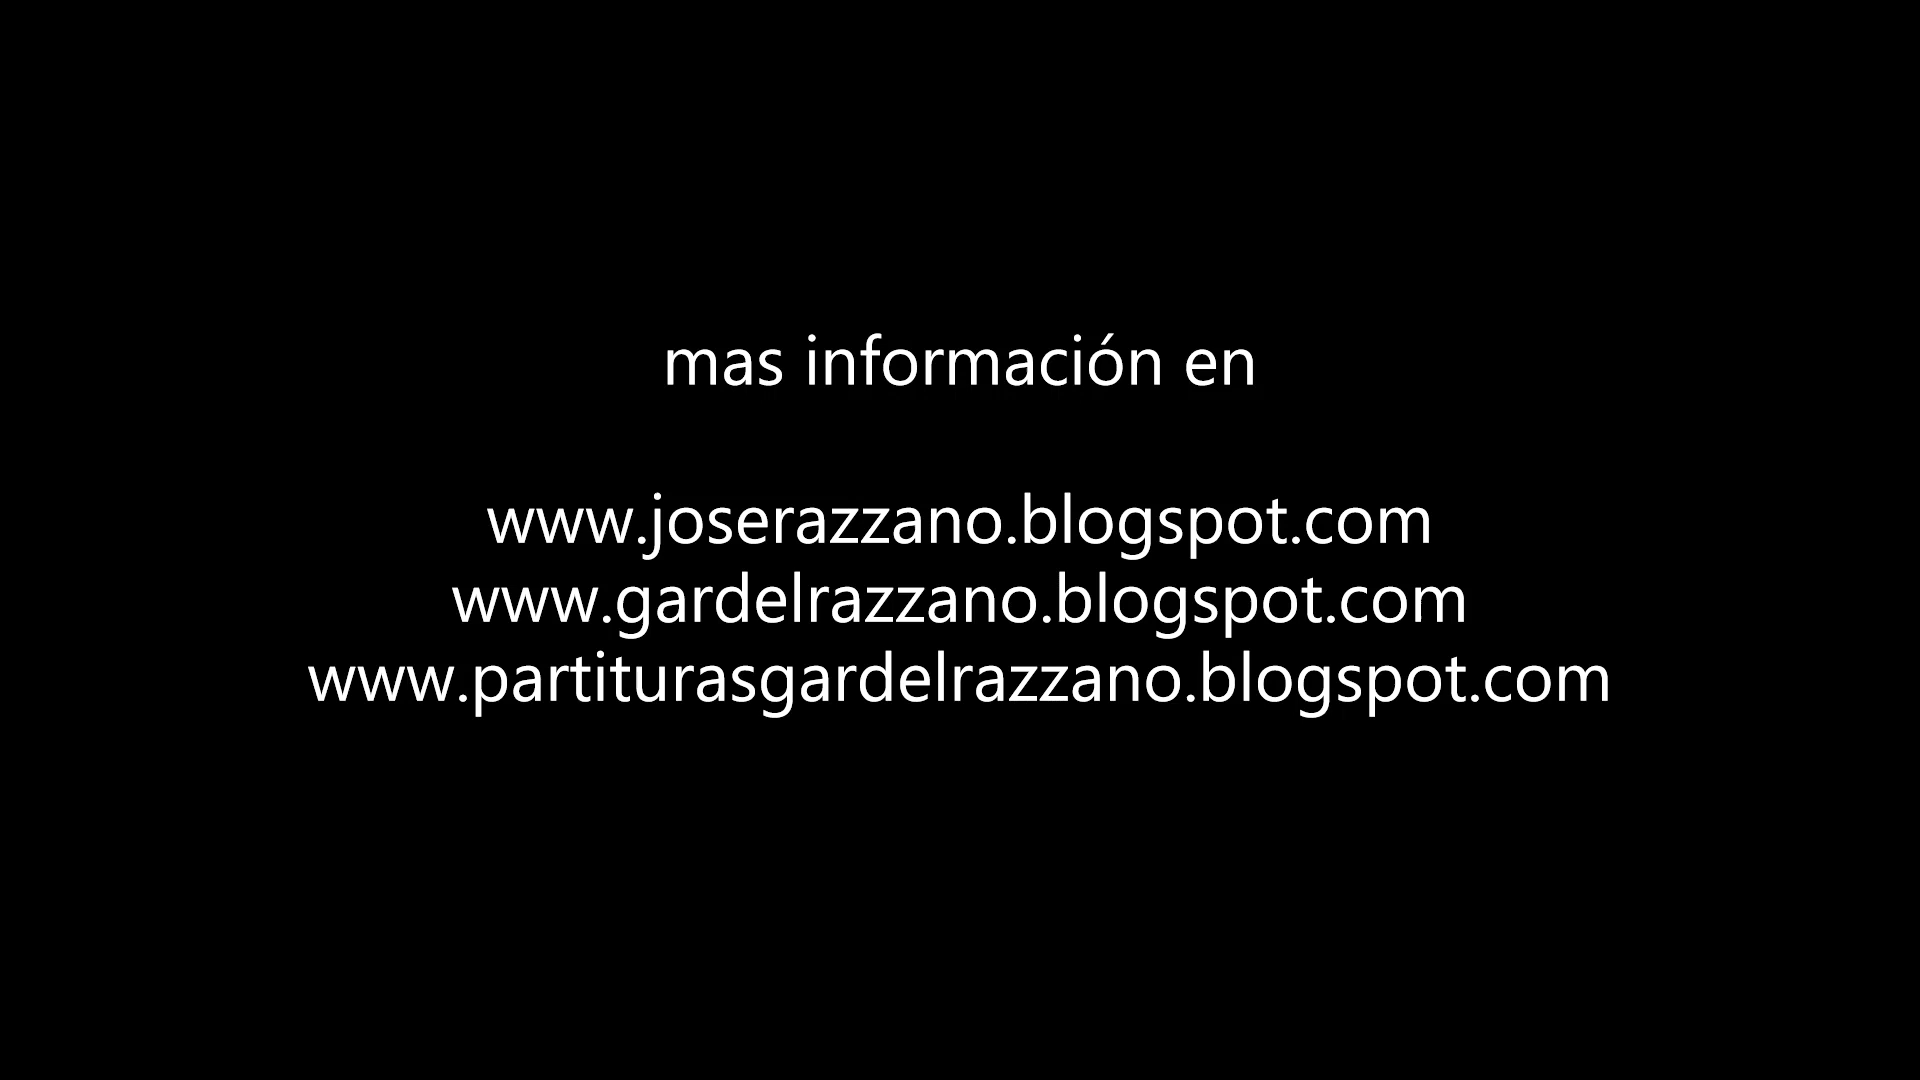 mas información en
www.joserazzano.blogspot.com
www.gardelrazzano.blogspot.com
www.partiturasgardelrazzano.blogspot.com